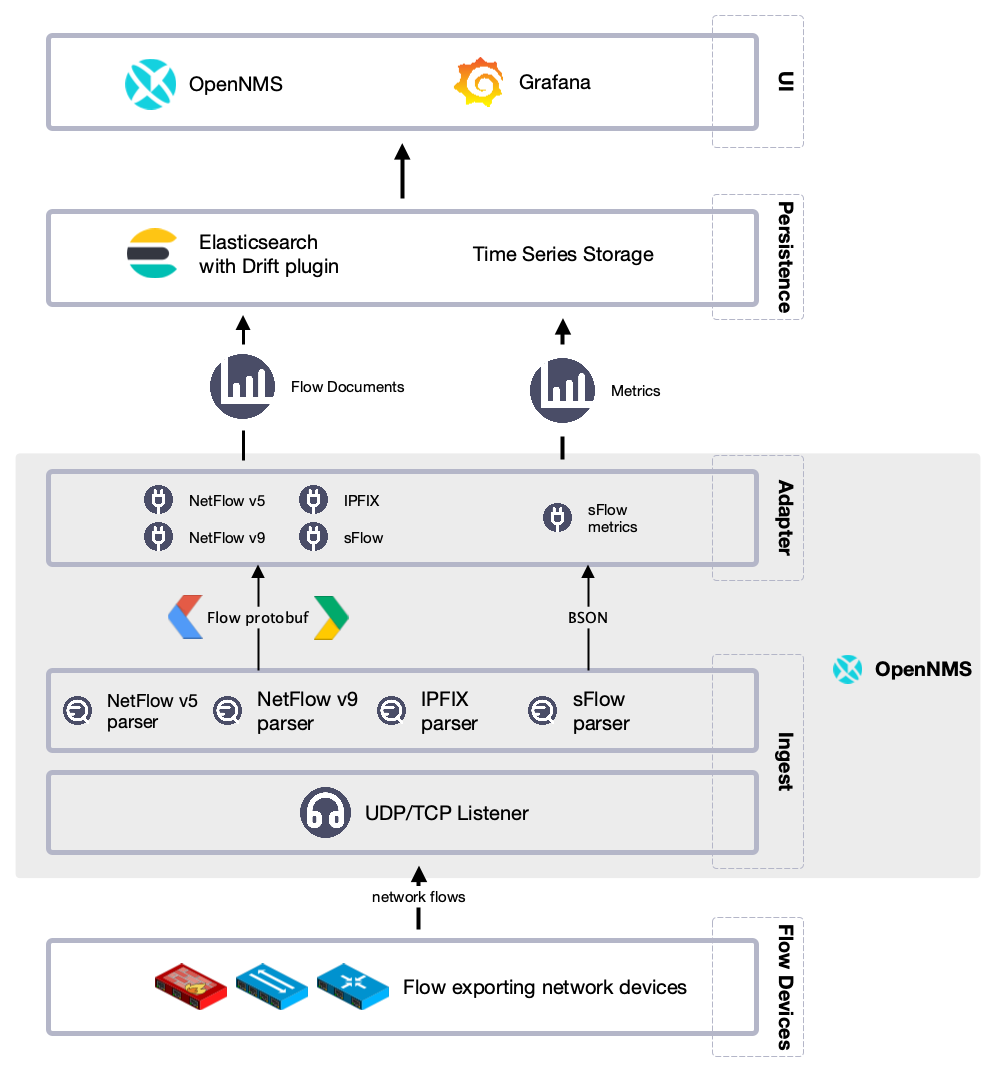 OpenNMS
Grafana
UI
Elasticsearch
with Drift plugin
Time Series Storage
Persistence
Flow Documents
Metrics
NetFlow v5
IPFIX
NetFlow v9
sFlow
sFlow
metrics
Adapter
Flow protobuf
BSON
NetFlow v5
parser
NetFlow v9
parser
IPFIX
parser
sFlow
parser
OpenNMS
Ingest
UDP/TCP Listener
network flows
Flow exporting network devices
Flow Devices